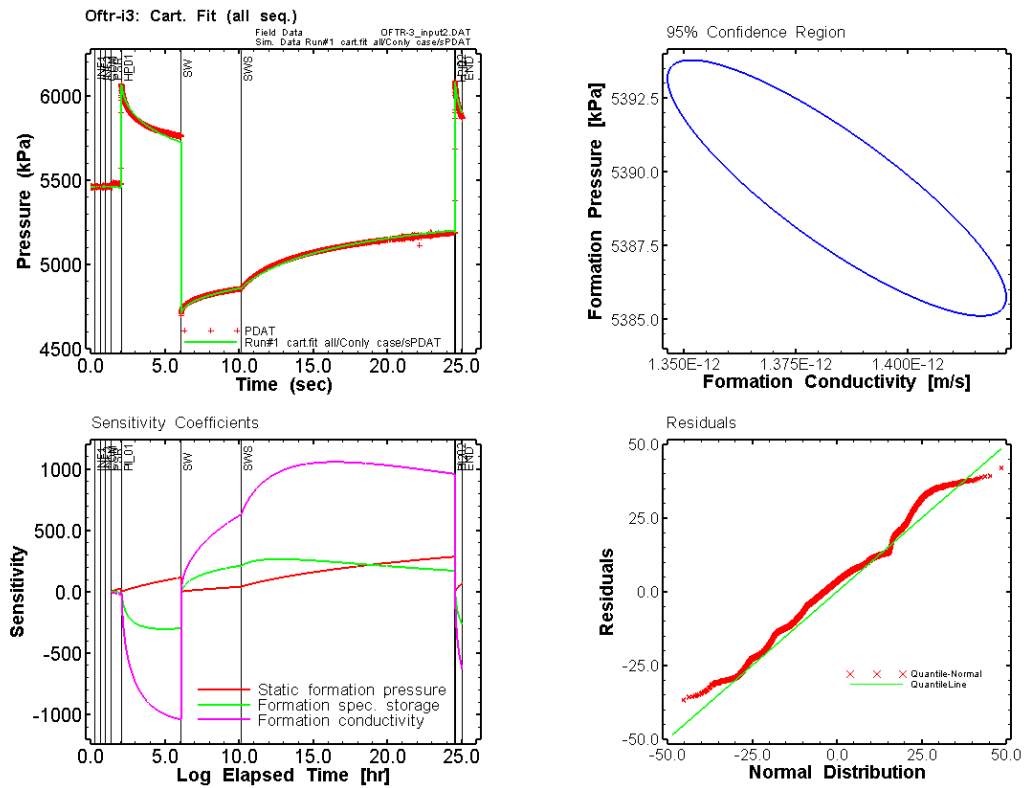 Oftr-i3: Cart. Fit (all seq.)
Field Data OFTR-3_input2.DAT
Sim. Data Run#1 cart.fit all/Conly case/sPDAT
HI_01
SW
SWS
END
6000
5500
5000
4500
Pressure (kPa)
PDAT
Run#1 cart.fit all/Conly case/sPDAT
0.0 5.0 10.0 15.0 20.0 25.0
Time (sec)
95% Confidence Region
5392.5
5390.0
5387.5
5385.0
Formation Pressure [kPa]
1.350E-12 1.375E-12 1.400E-12
Formation Conductivity [m/s]
Sensitivity Coefficients
PI_01
SW
SWS
END
1000
500.0
0.0
-500
-1000
Sensitivity
Static formation pressure
Formation spec. storage
Formation conductivity
0.0 5.0 10.0 15.0 20.0 25.0
Log Elapsed Time [hr]
Residuals
50.0
25.0
0.0
-25.0
-50.0
Residuals
Quantile-Normal
QuantileLine
-50.0 -25.0 0.0 25.0 50.0
Normal Distribution